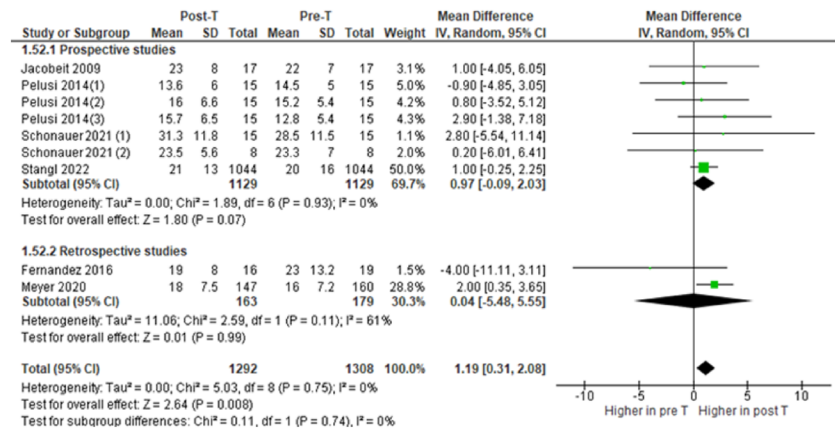 Post-T Pre-T Mean Difference Mean Difference
Study or Subgroup Mean SD Total Mean SD Total Weight IV, Random, 95% CI IV, Random, 95% CI
1.52.1 Prospective studies
Jacobeit 2009 23 8 17 22 7 17 3.1% 1.00 [-4.05, 6.05]
Pelusi 2014(1) 13.6 6 15 14.5 5 15 5.0% -0.90 [-4.85, 3.05]
Pelusi 2014(2) 16 6.6 15 15.2 5.4 15 4.2% 0.80 [-3.52, 5.12]
Pelusi 2014(3) 15.7 6.5 15 12.8 5.4 15 4.3% 2.90 [-1.38, 7.18]
Schonauer2021 (1) 31.3 11.8 15 28.5 11.5 15 1.1% 2.80 [-5.54, 11.14]
Schonauer2021 (2) 23.5 5.6 8 23.3 7 8 2.0% 0.20 [-6.01, 6.41]
Stangl 2022 21 13 1044 20 16 1044 50.0% 1.00 [-0.25, 2.25]
Subtotal (95% CI) 1129 1129 69.7% 0.97 [-0.09, 2.03]
Heterogeneity: Tau² = 0.00; Chi² = 1.89, df = 6 (P = 0.93); I² = 0%
Test for overall effect: Z = 1.80 (P = 0.07)
1.52.2 Retrospective studies
Fernandez 2016 19 8 16 23 13.2 19 1.5% -4.00 [-11.11, 3.11]
Meyer 2020 18 7.5 147 16 7.2 160 28.8% 2.00 [0.35, 3.65]
Subtotal (95% CI) 163 179 30.3% 0.04 [-5.48, 5.55]
Heterogeneity: Tau² = 11.06; Chi² = 2.59, df = 1 (P = 0.11); I² = 61%
Test for overall effect: Z = 0.01 (P = 0.99)
Total (95% CI) 1292 1308 100.0% 1.19 [0.31, 2.08]
Heterogeneity: Tau² = 0.00; Chi² = 5.03, df = 8 (P = 0.75); I² = 0%
Test for overall effect: Z = 2.64 (P = 0.008)
Test for subgroup differences: Chi² = 0.11, df = 1 (P = 0.74), I² = 0%
-10 -5 0 5 10
Higher in pre T Higher in post T